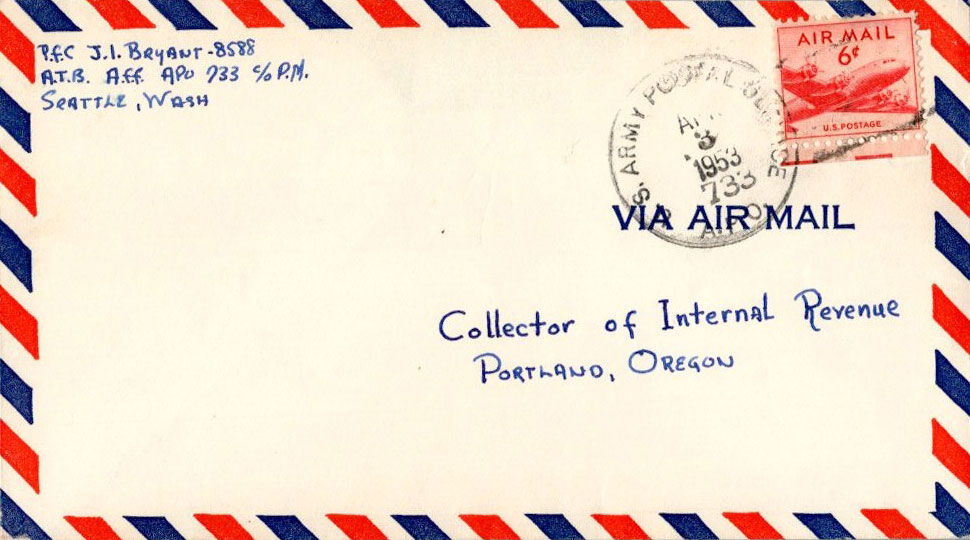 P.f.C J.I. BRYANT-8588
A.T.B. Aff. APO 733 c/o P.M.
SEATTLE, WASH
AIR MAIL
6¢
U.S. POSTAGE
S. ARMY POSTAL
3
1953
733
A.P.O.
VIA AIR MAIL
Collector of Internal Revenue
PORTLAND, OREGON